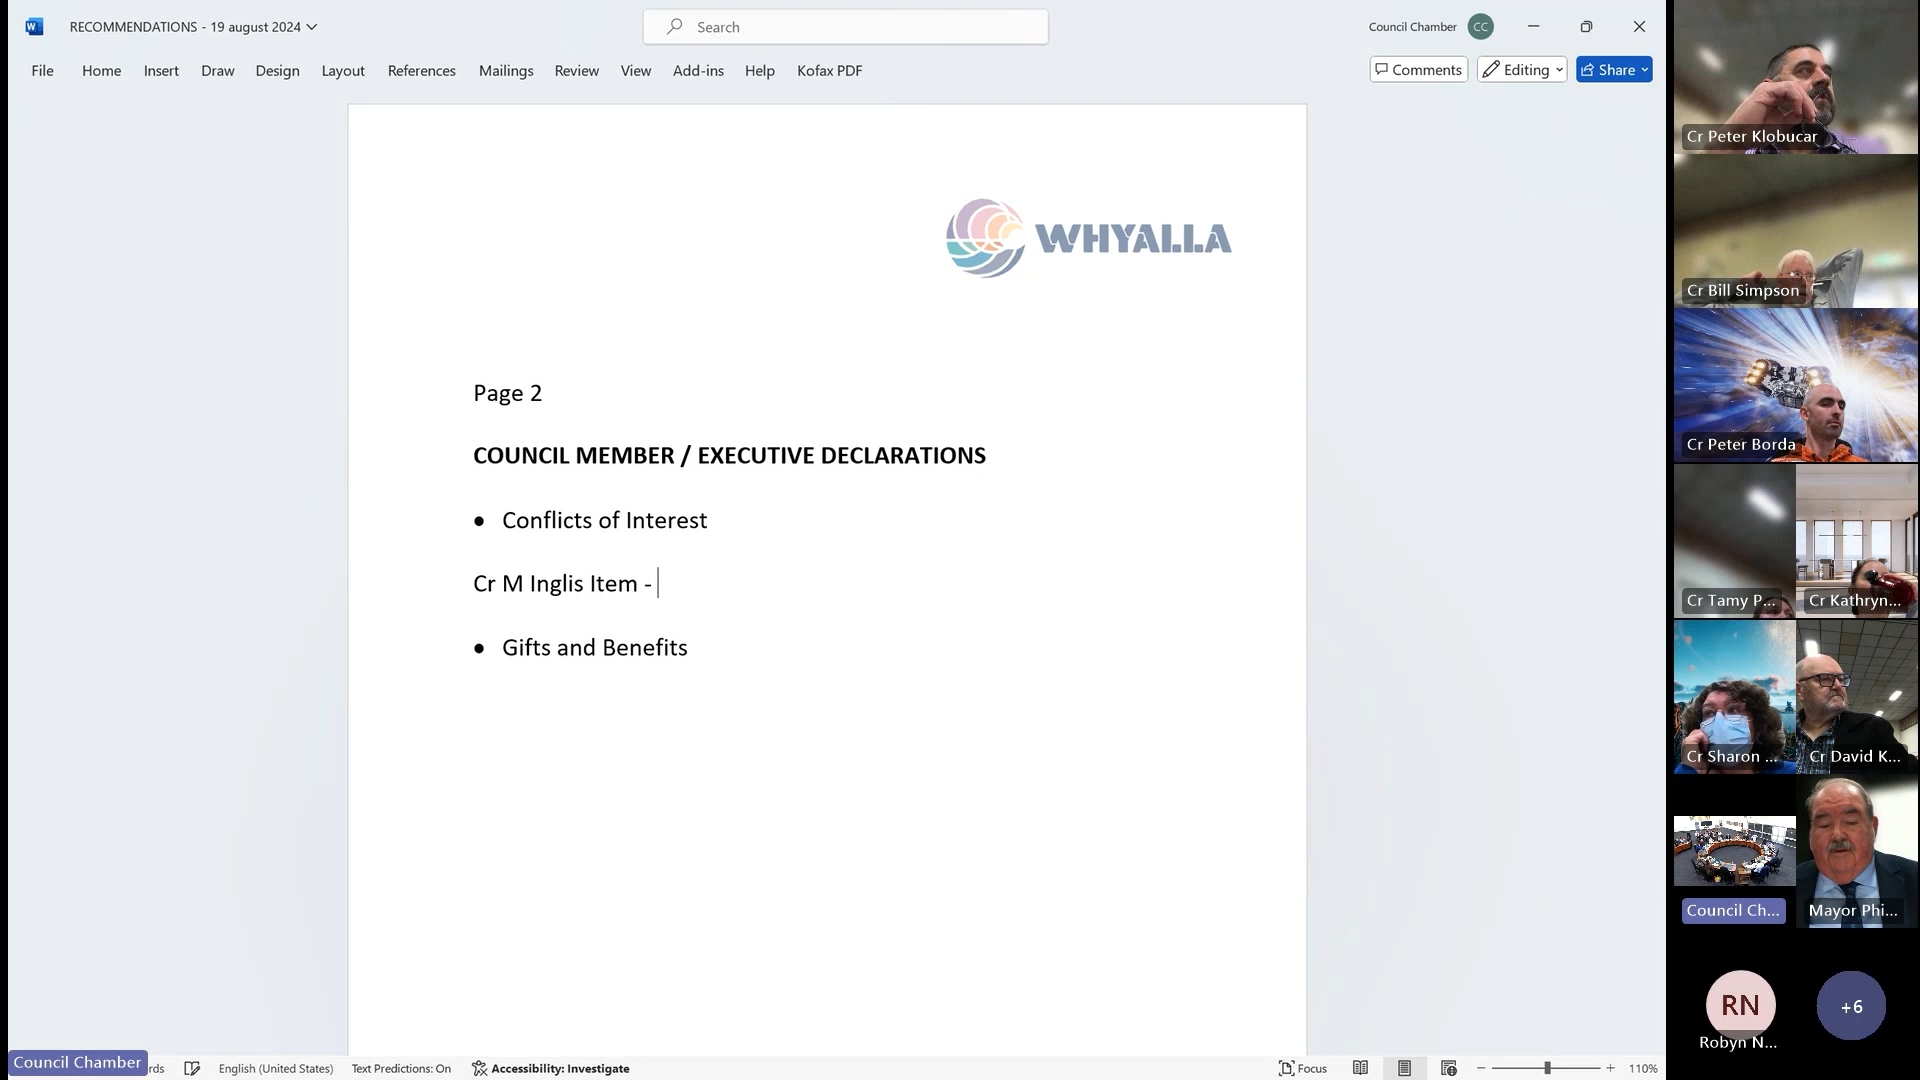 RECOMMENDATIONS - 19 august 2024
Search
Council Chamber CC
File Home Insert Draw Design Layout References Mailings Review View Add-ins Help Kofax PDF
Comments Editing Share
WHYALLA
Page 2
COUNCIL MEMBER / EXECUTIVE DECLARATIONS
• Conflicts of Interest
Cr M Inglis Item -
• Gifts and Benefits
Council Chamber
rds English (United States) Text Predictions: On Accessibility: Investigate Focus 110%
Cr Peter Klobucar
Cr Bill Simpson
Cr Peter Borda
Cr Tamy P... Cr Kathryn...
Cr Sharon ... Cr David K...
Council Ch... Mayor Phi...
RN +6
Robyn N...